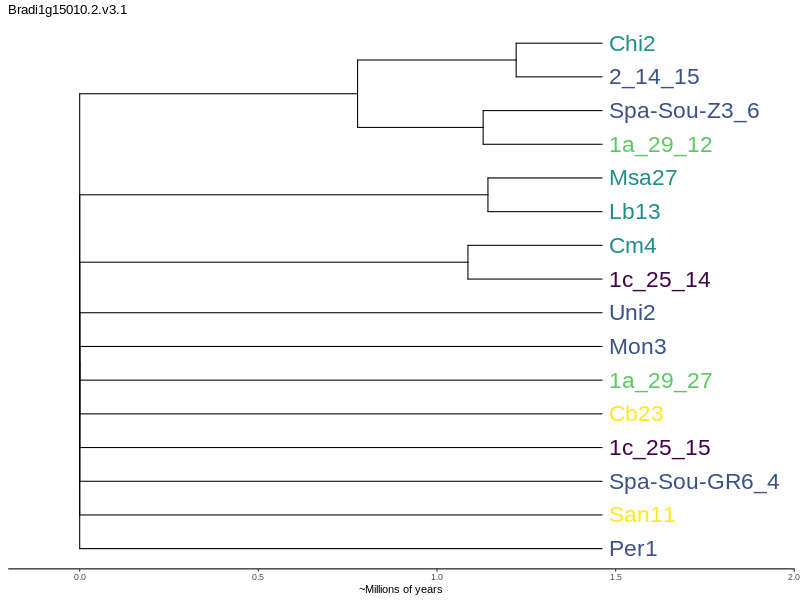 Bradi1g15010.2.v3.1
Chi2
2_14_15
Spa-Sou-Z3_6
1a_29_12
Msa27
Lb13
Cm4
1c_25_14
Uni2
Mon3
1a_29_27
Cb23
1c_25_15
Spa-Sou-GR6_4
San11
Per1
0.0 0.5 1.0 1.5 2.0
~Millions of years